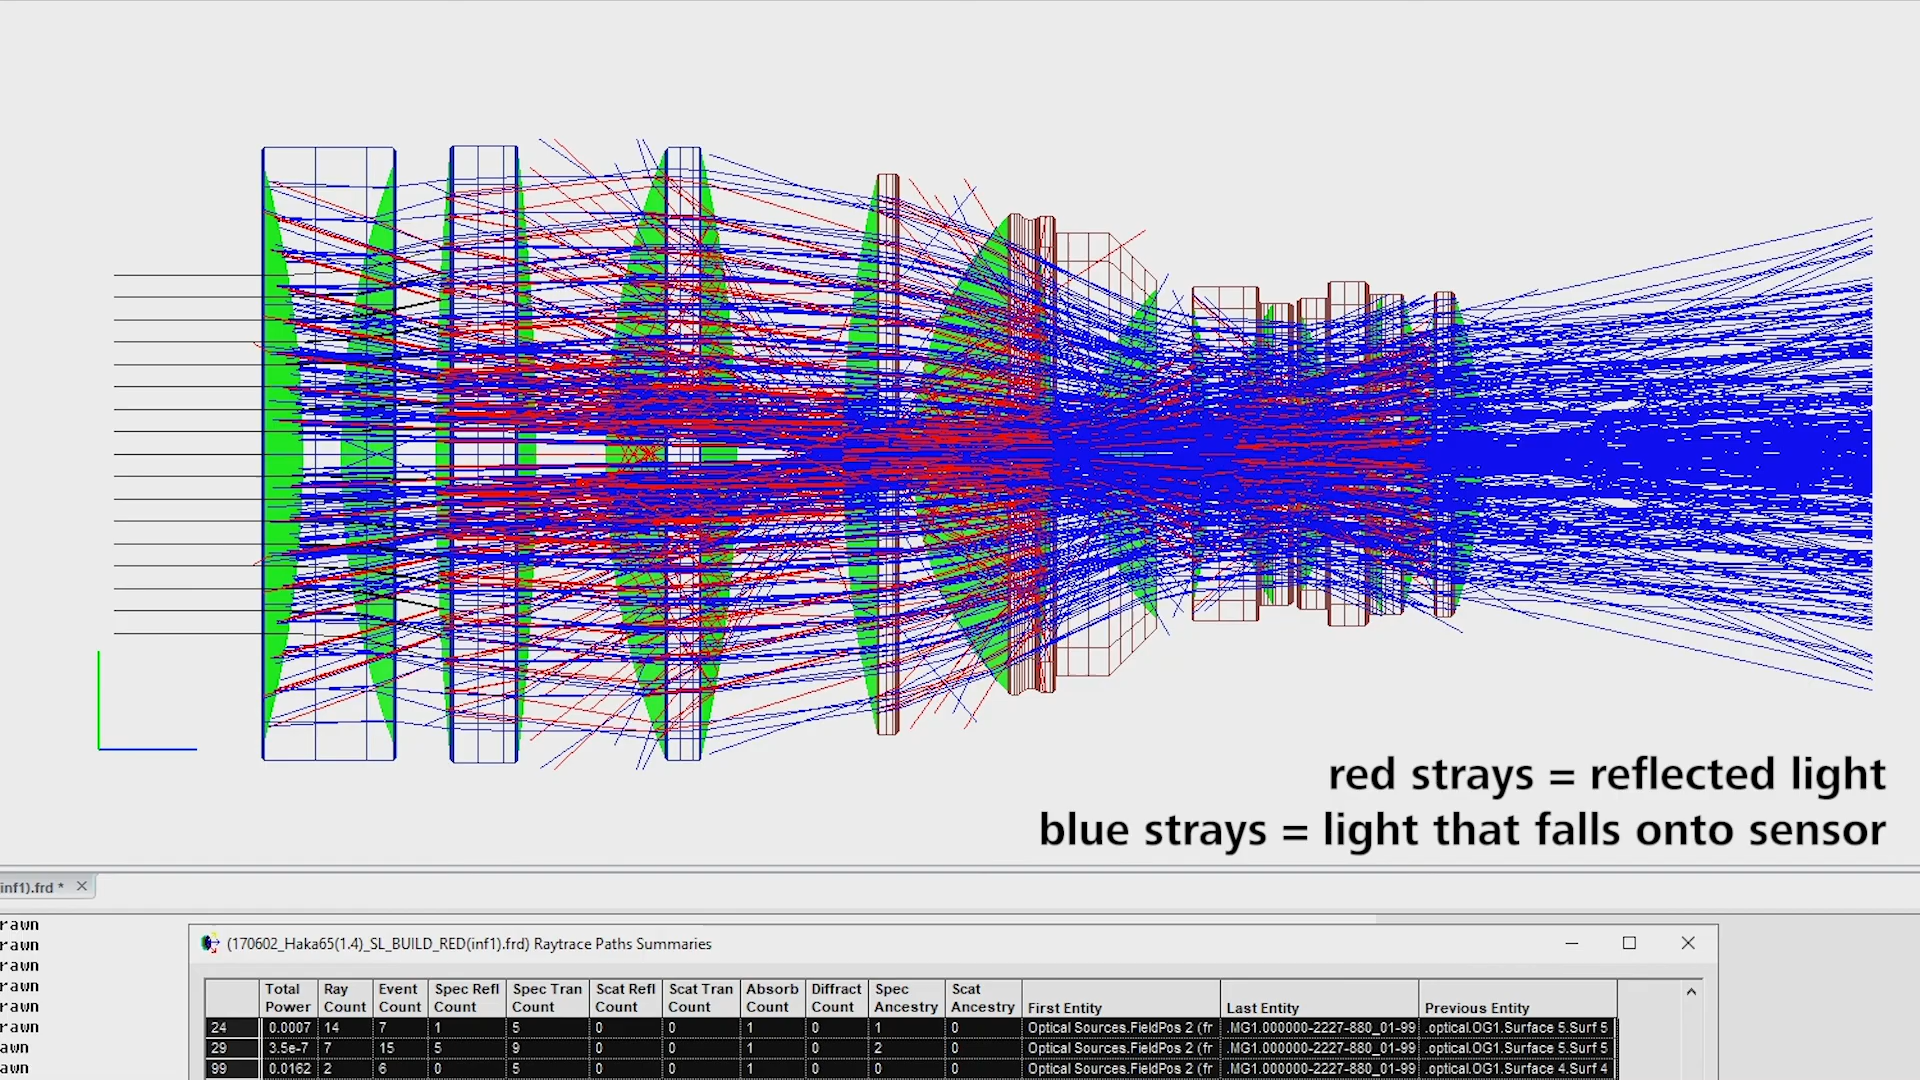 red strays = reflected light
blue strays = light that falls onto sensor
inf1).frd *
rawn
rawn
rawn
rawn
rawn
rawn
awn
awn
(170602_Haka65(1.4)_SL_BUILD_RED(inf1).frd) Raytrace Paths Summaries
Total Power Ray Count Event Count Spec Refl Count Spec Tran Count Scat Refl Count Scat Tran Count Absorb Count Diffract Count Spec Ancestry Scat Ancestry First Entity Last Entity Previous Entity
24 0.0007 14 7 1 5 0 0 1 0 1 0 Optical Sources.FieldPos 2 (fr .MG1.000000-2227-880_01-99 .optical.OG1.Surface 5.Surf 5
29 3.5e-7 7 15 5 9 0 0 1 0 2 0 Optical Sources.FieldPos 2 (fr .MG1.000000-2227-880_01-99 .optical.OG1.Surface 5.Surf 5
99 0.0162 2 6 0 5 0 0 1 0 0 0 Optical Sources.FieldPos 2 (fr .MG1.000000-2227-880_01-99 .optical.OG1.Surface 4.Surf 4